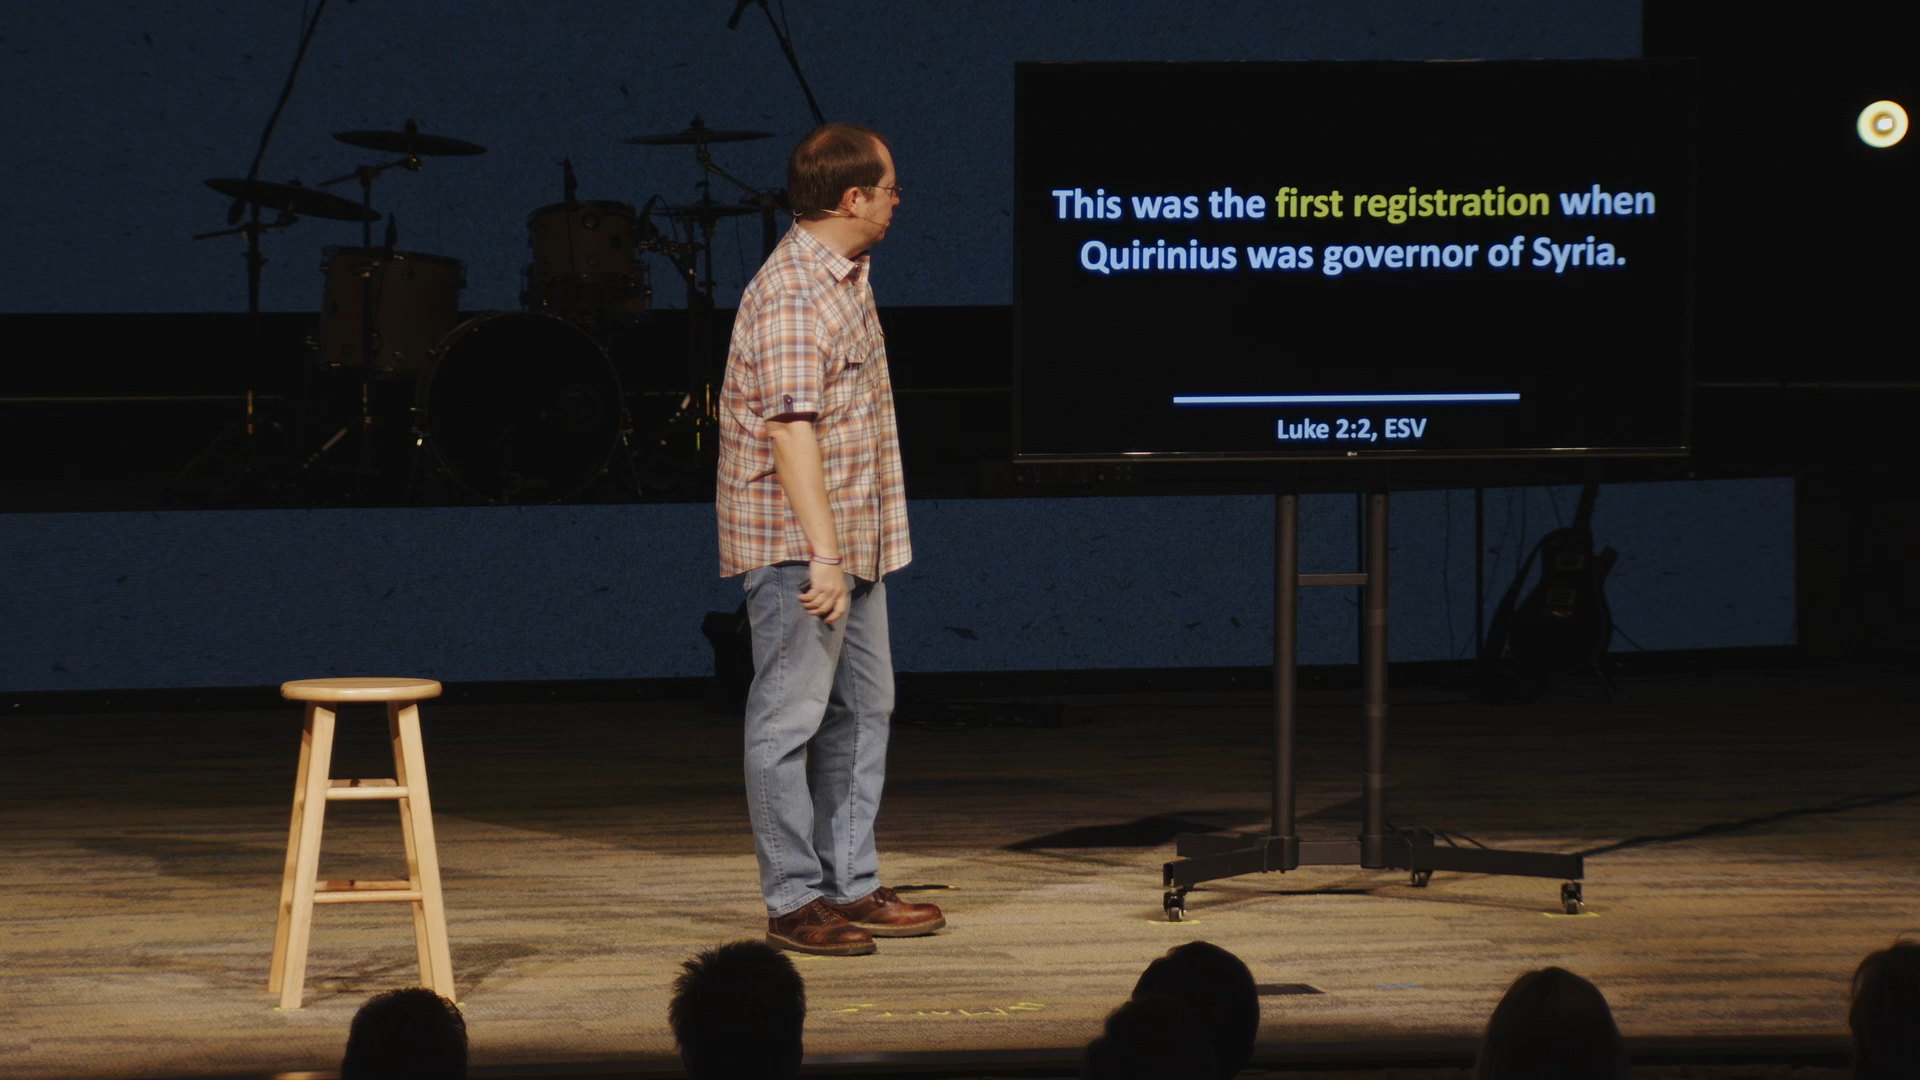 This was the first registration when
Quirinius was governor of Syria.
Luke 2:2, ESV